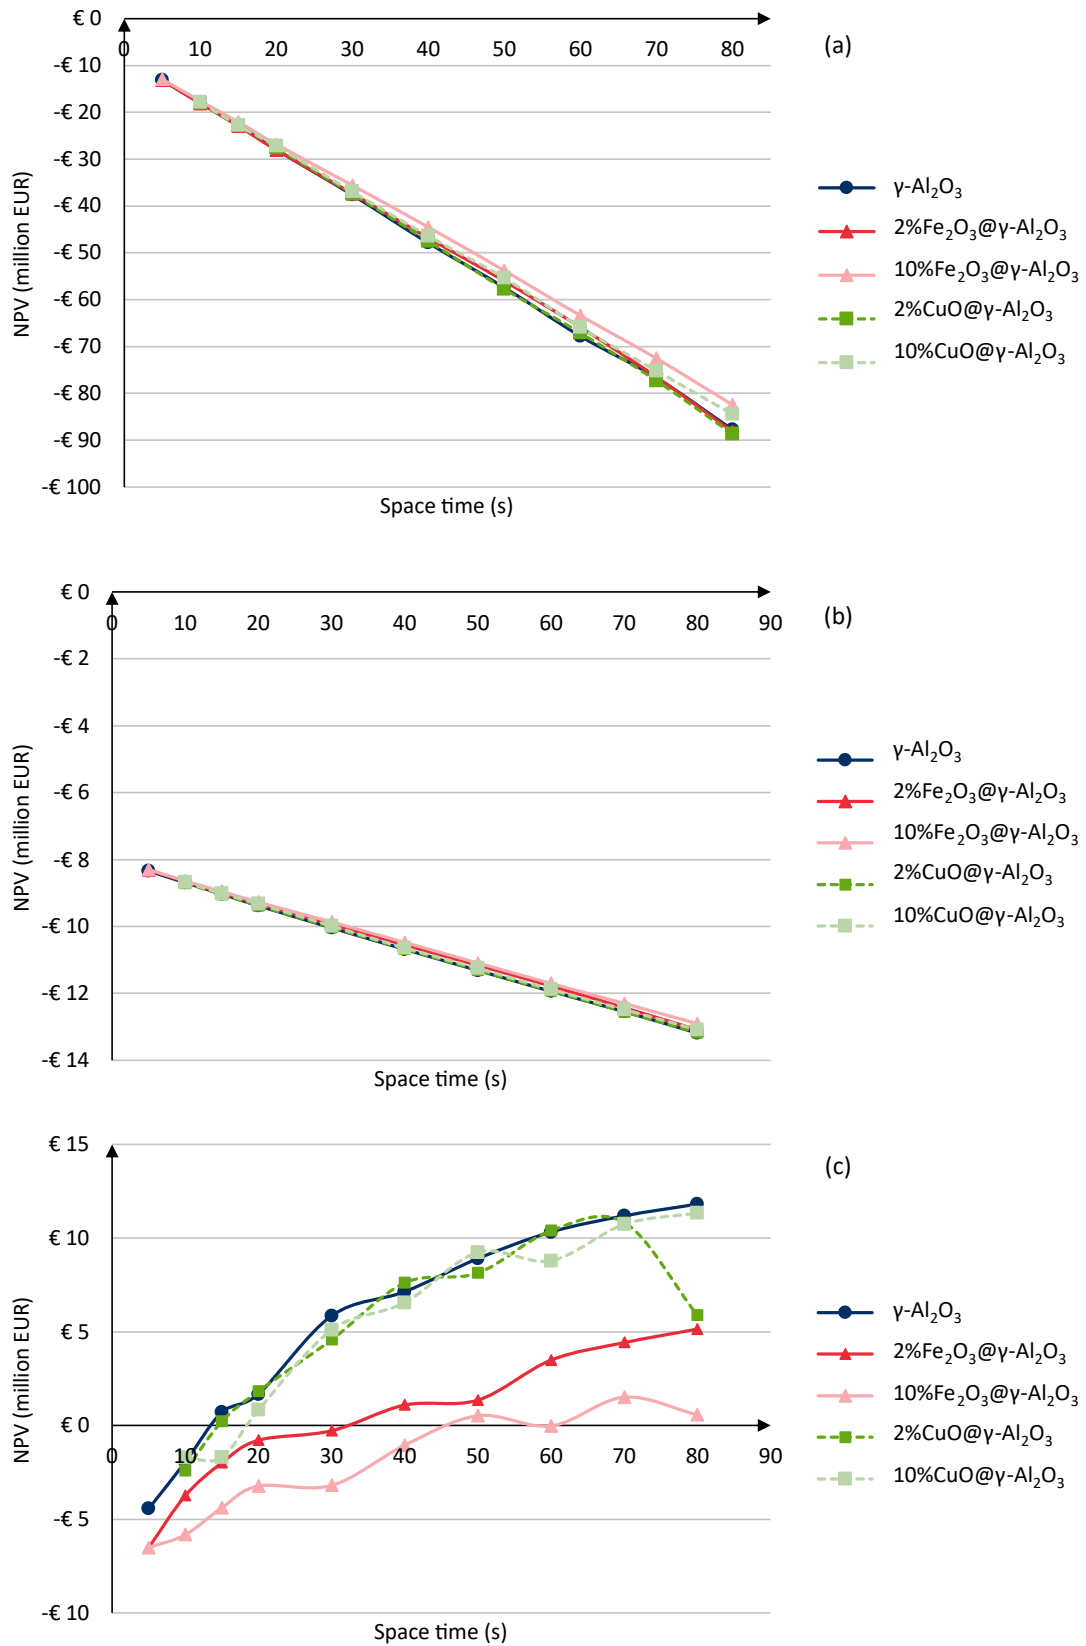 € 0
0 10 20 30 40 50 60 70 80
-€ 10
-€ 20
-€ 30
-€ 40
-€ 50
-€ 60
-€ 70
-€ 80
-€ 90
-€ 100
NPV (million EUR)
Space time (s)
(a)
γ-Al₂O₃
2%Fe₂O₃@γ-Al₂O₃
10%Fe₂O₃@γ-Al₂O₃
2%CuO@γ-Al₂O₃
10%CuO@γ-Al₂O₃
€ 0
0 10 20 30 40 50 60 70 80 90
-€ 2
-€ 4
-€ 6
-€ 8
-€ 10
-€ 12
-€ 14
NPV (million EUR)
Space time (s)
(b)
γ-Al₂O₃
2%Fe₂O₃@γ-Al₂O₃
10%Fe₂O₃@γ-Al₂O₃
2%CuO@γ-Al₂O₃
10%CuO@γ-Al₂O₃
€ 15
€ 10
€ 5
€ 0
0 10 20 30 40 50 60 70 80 90
-€ 5
-€ 10
NPV (million EUR)
Space time (s)
(c)
γ-Al₂O₃
2%Fe₂O₃@γ-Al₂O₃
10%Fe₂O₃@γ-Al₂O₃
2%CuO@γ-Al₂O₃
10%CuO@γ-Al₂O₃